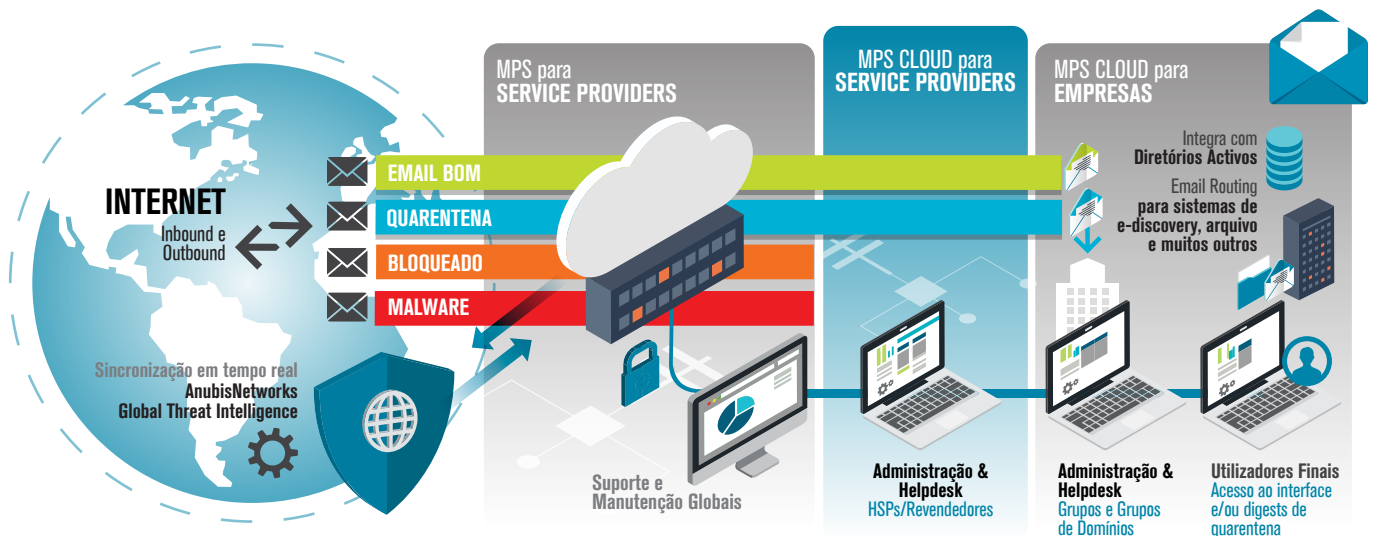 MPS para
SERVICE PROVIDERS
MPS CLOUD para
SERVICE PROVIDERS
MPS CLOUD para
EMPRESAS
INTERNET
Inbound e
Outbound
EMAIL BOM
QUARENTENA
BLOQUEADO
MALWARE
Integra com
Diretórios Activos
Email Routing
para sistemas de
e-discovery, arquivo
e muitos outros
Sincronização em tempo real
AnubisNetworks
Global Threat Intelligence
Suporte e
Manutenção Globais
Administração &
Helpdesk
HSPs/Revendedores
Administração &
Helpdesk
Grupos e Grupos
de Domínios
Utilizadores Finais
Acesso ao interface
e/ou digests de
quarentena